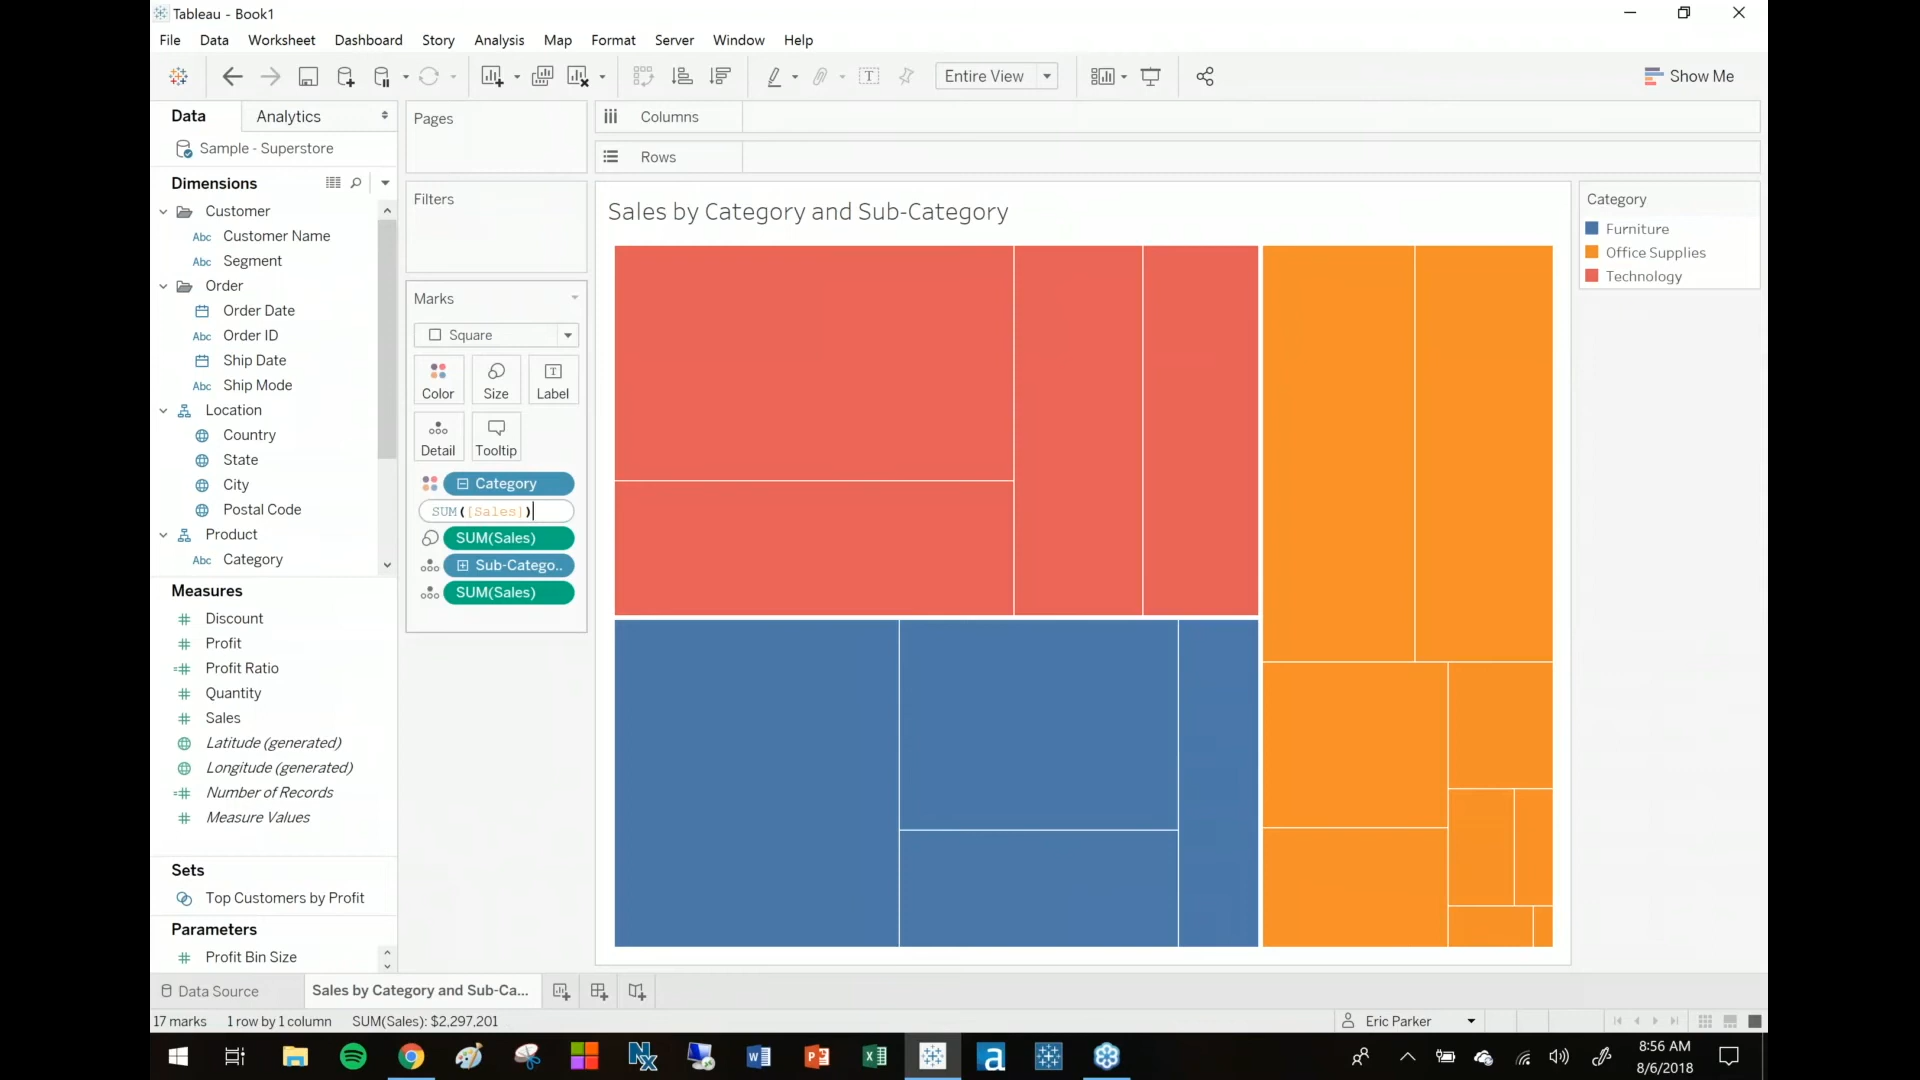 Tableau - Book1
File Data Worksheet Dashboard Story Analysis Map Format Server Window Help
Entire View
Show Me
Data
Analytics
Sample - Superstore
Dimensions
Customer
Abc Customer Name
Abc Segment
Order
Order Date
Abc Order ID
Ship Date
Abc Ship Mode
Location
Country
State
City
Postal Code
Product
Abc Category
Measures
Discount
Profit
Profit Ratio
Quantity
Sales
Latitude (generated)
Longitude (generated)
Number of Records
Measure Values
Sets
Top Customers by Profit
Parameters
Profit Bin Size
Pages
Filters
Marks
Square
Color Size Label
Detail Tooltip
Category
SUM([Sales])
SUM(Sales)
Sub-Catego..
SUM(Sales)
Columns
Rows
Sales by Category and Sub-Category
Category
Furniture
Office Supplies
Technology
Data Source
Sales by Category and Sub-Ca...
17 marks 1 row by 1 column SUM(Sales): $2,297,201
Eric Parker
8:56 AM
8/6/2018